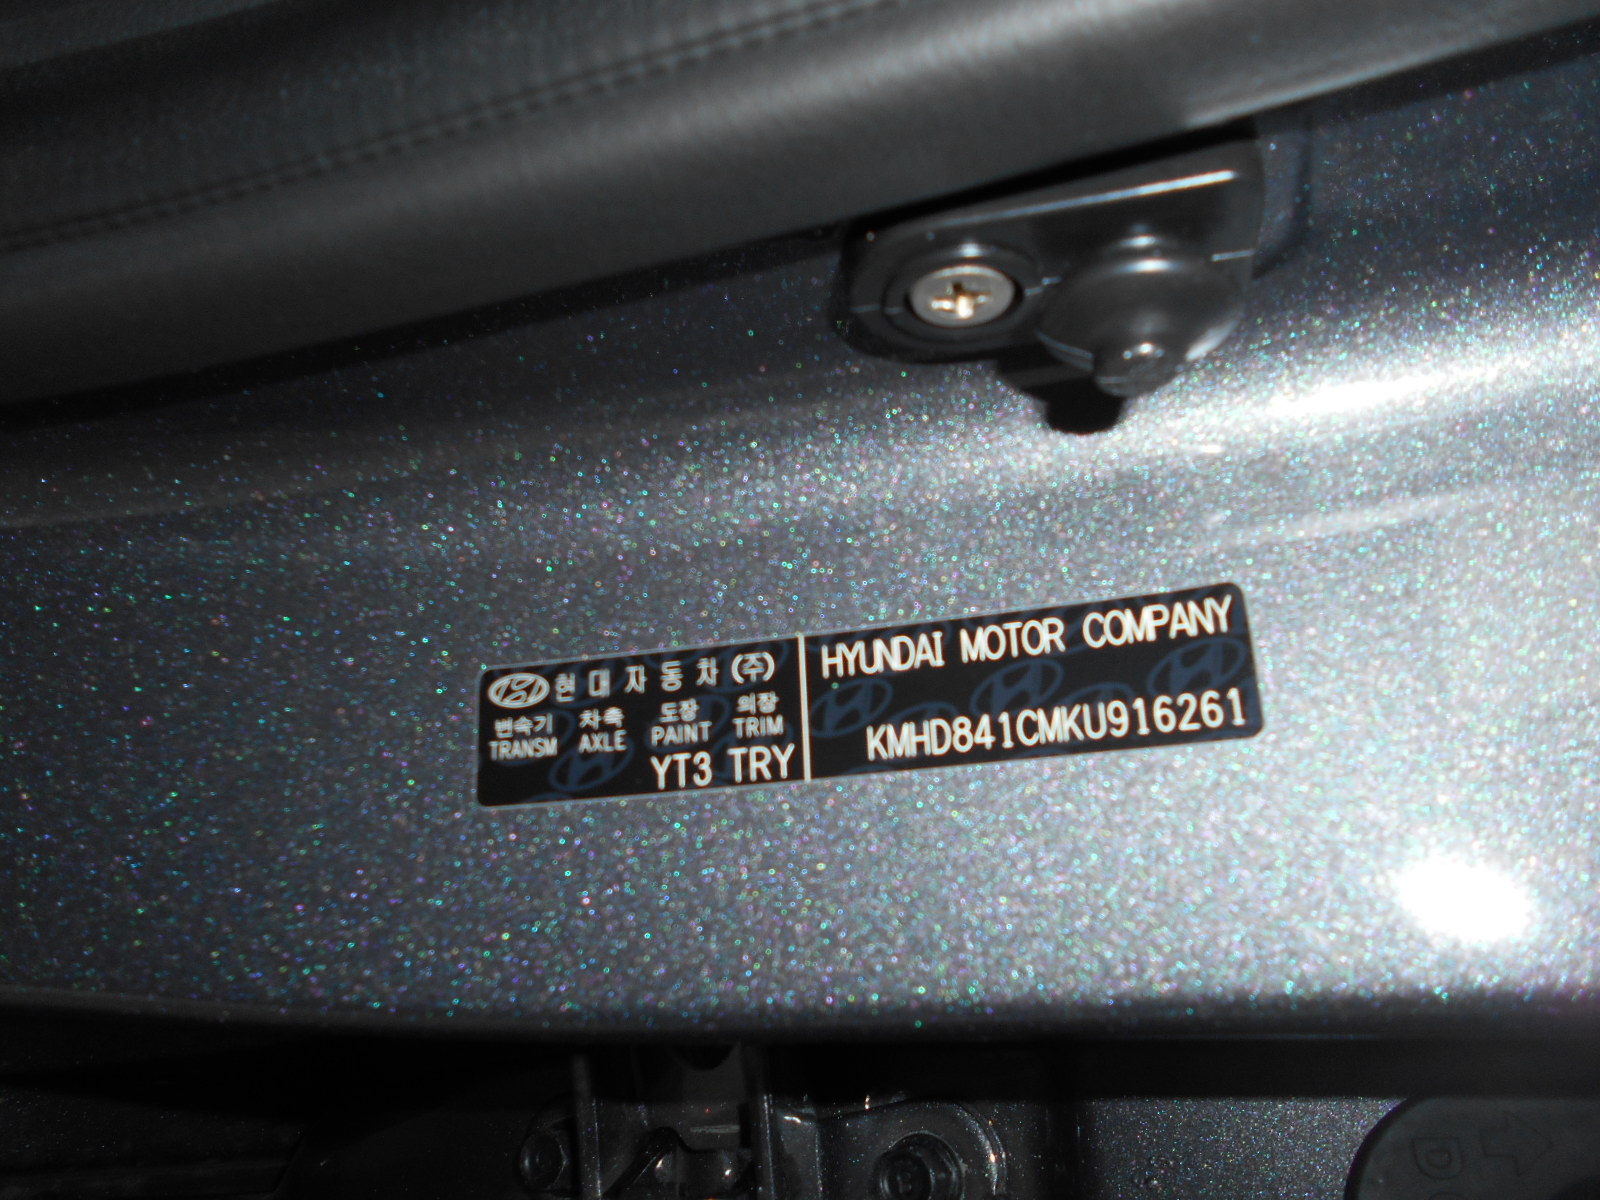 현대자동차(주)
변속기 차축 도장 의장
TRANSM AXLE PAINT TRIM
YT3 TRY
HYUNDAI MOTOR COMPANY
KMHD841CMKU916261